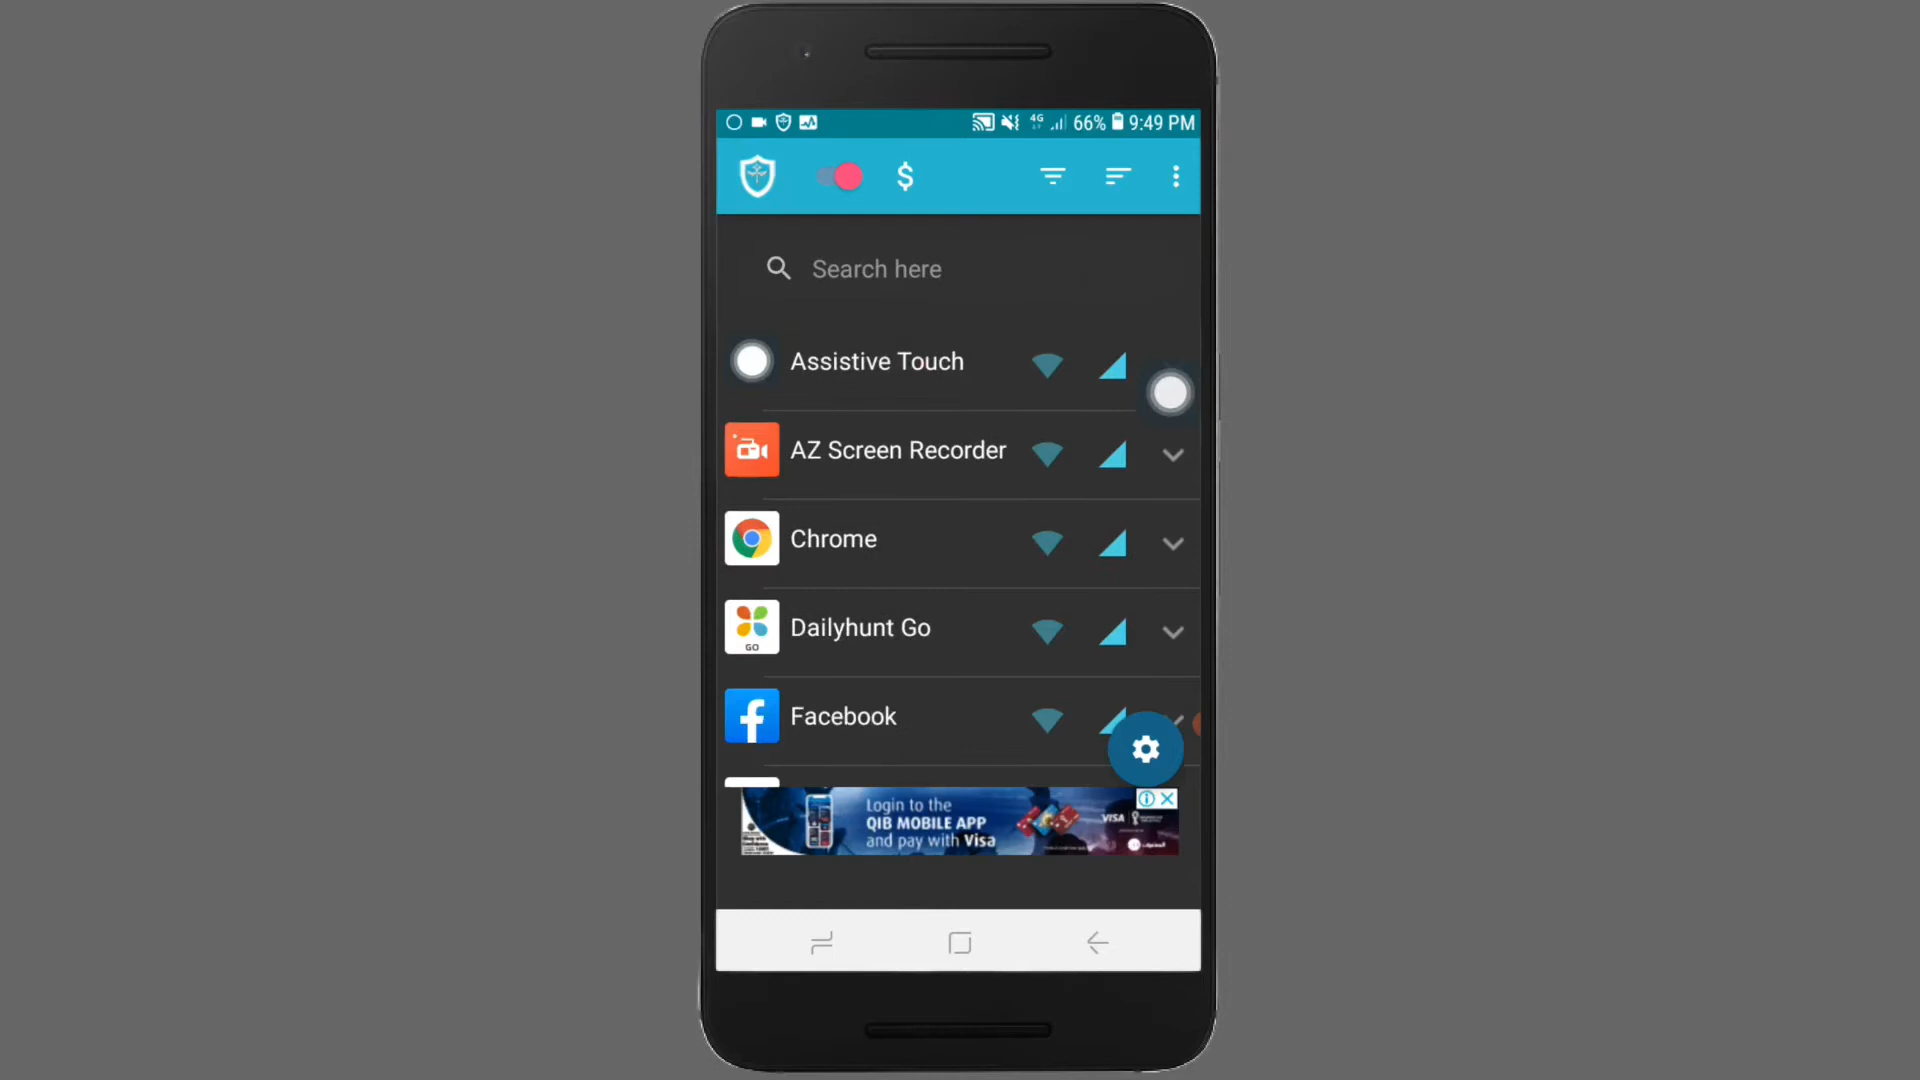 4G 66% 9:49 PM
$
Search here
Assistive Touch
AZ Screen Recorder
Chrome
GO
Dailyhunt Go
Facebook
Login to the
QIB MOBILE APP
and pay with Visa
VISA